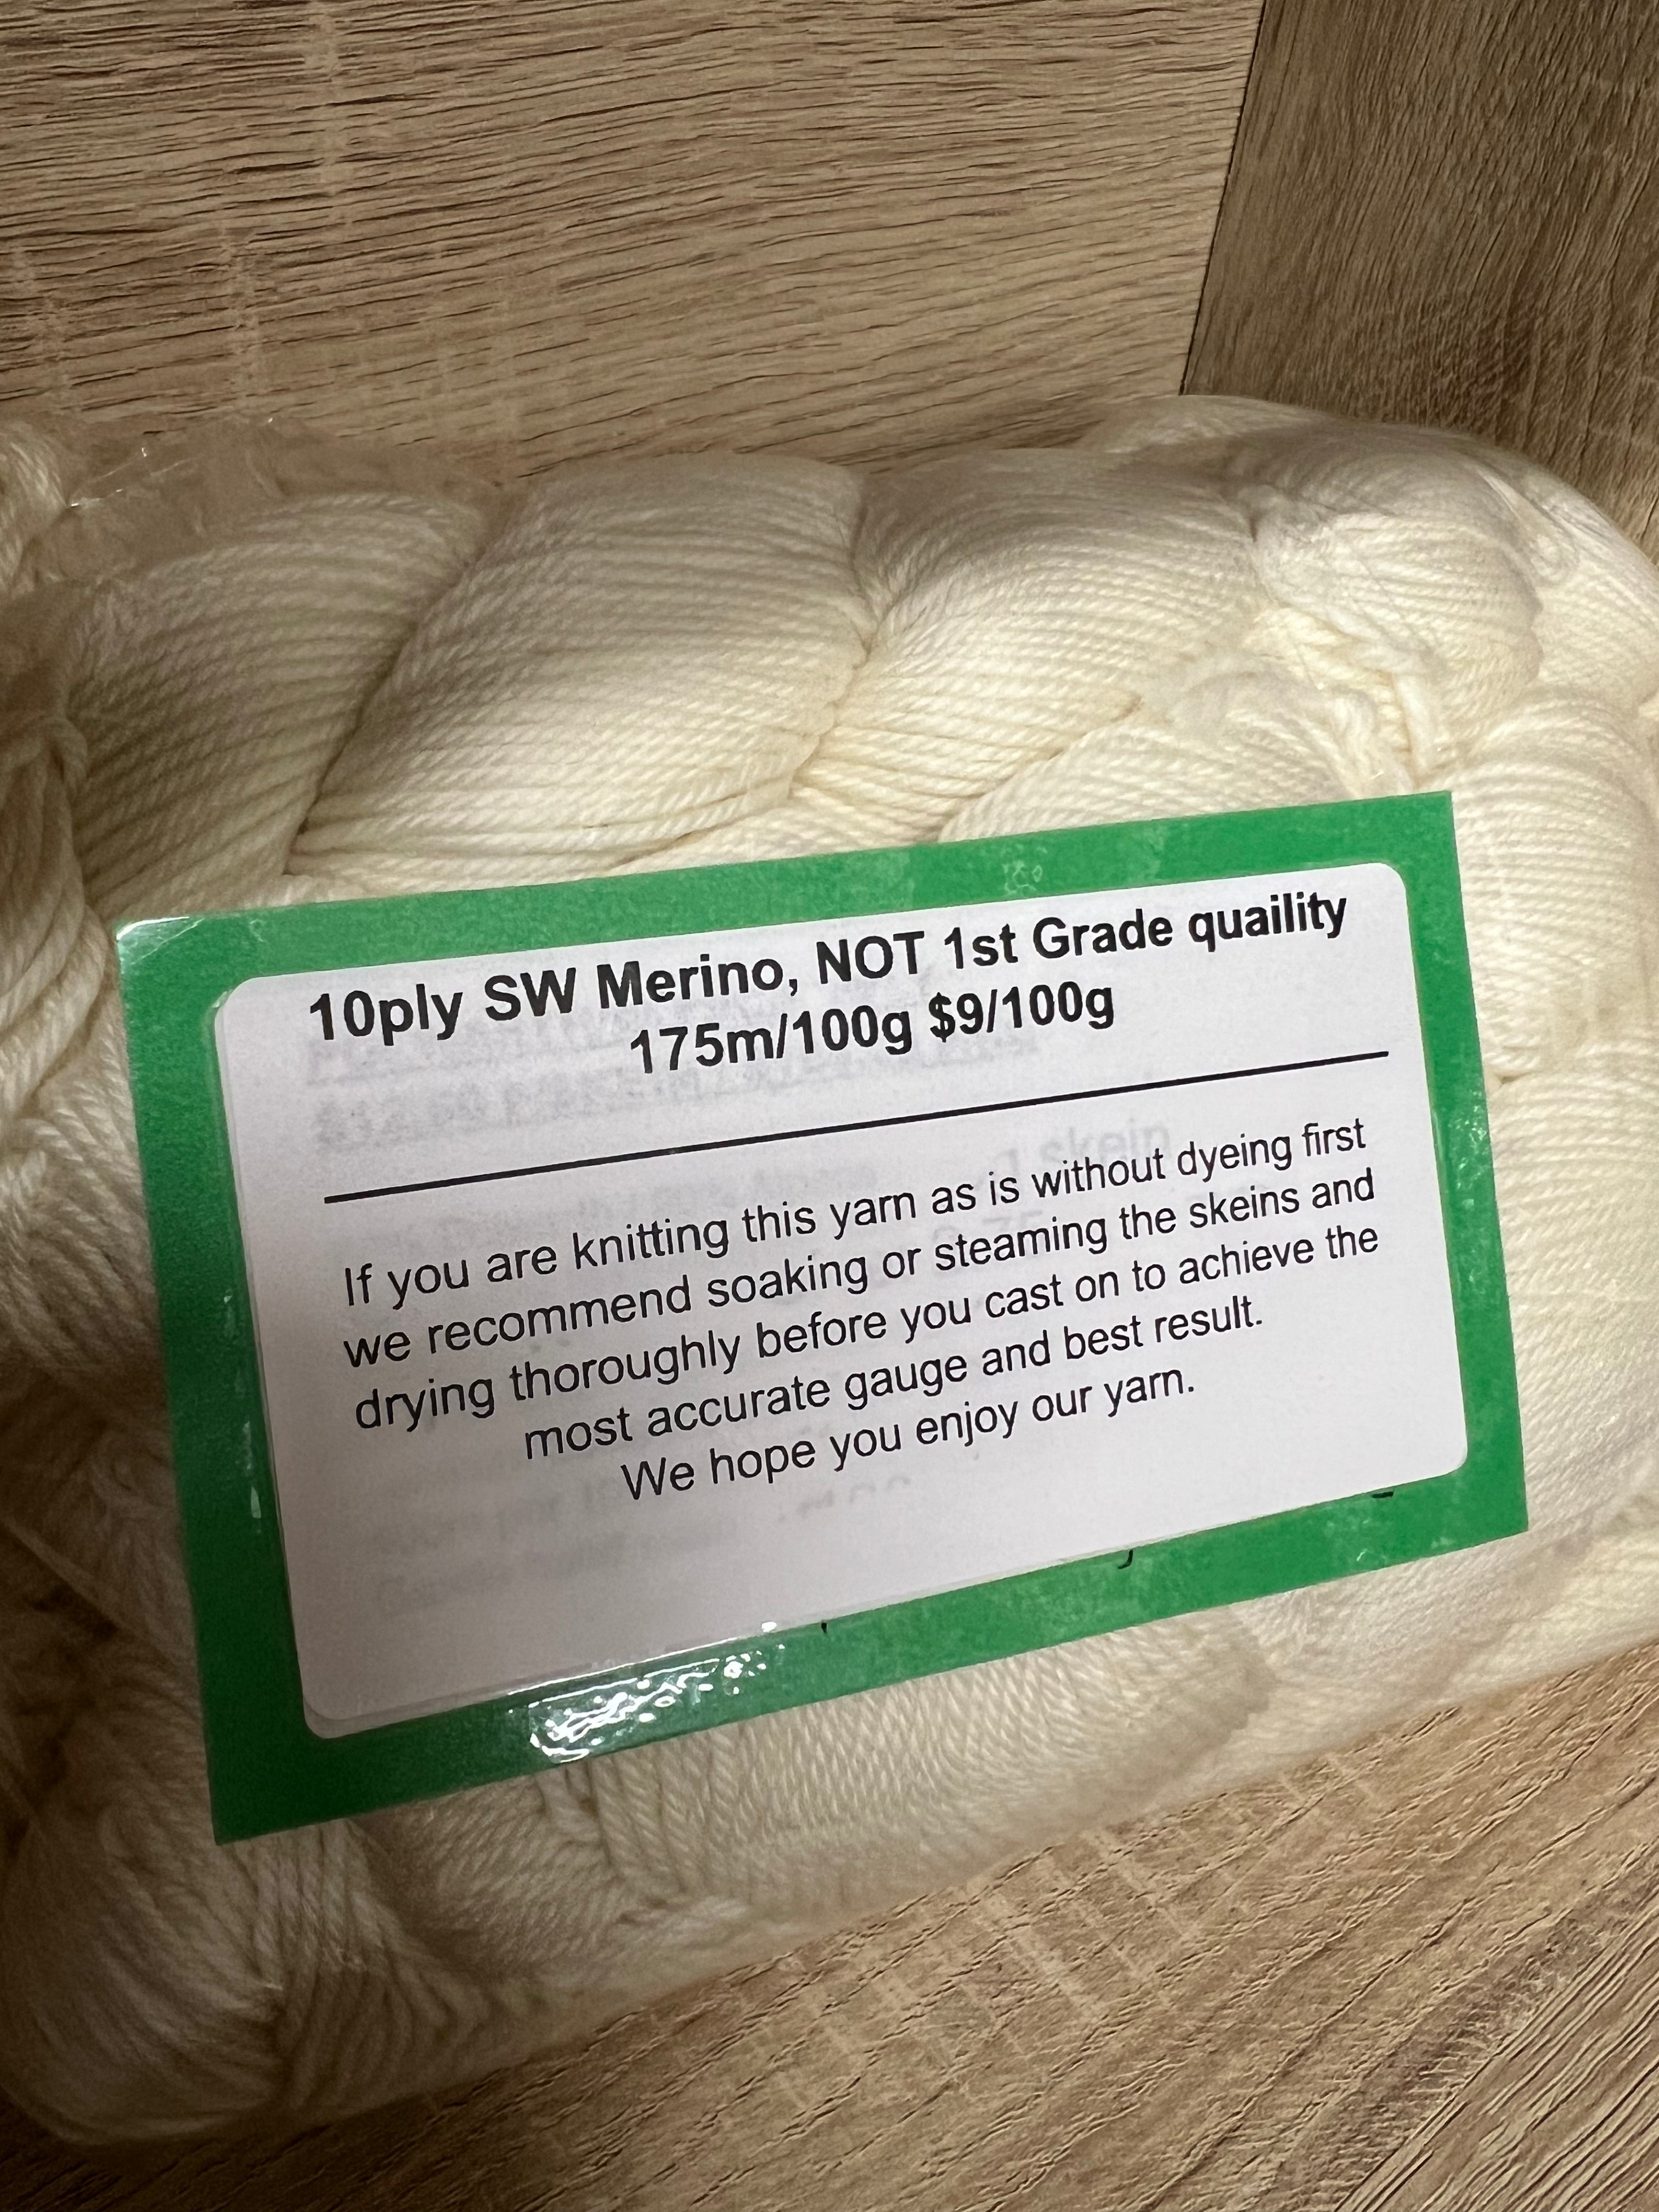 10ply SW Merino, NOT 1st Grade quaility
175m/100g $9/100g
If you are knitting this yarn as is without dyeing first
we recommend soaking or steaming the skeins and
drying thoroughly before you cast on to achieve the
most accurate gauge and best result.
We hope you enjoy our yarn.